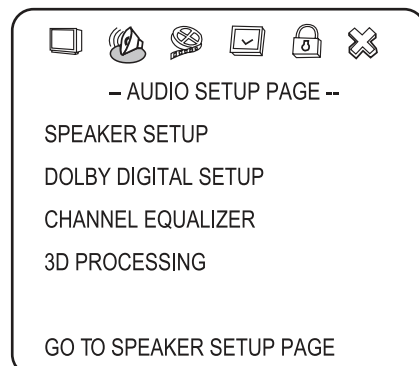 – AUDIO SETUP PAGE --
SPEAKER SETUP
DOLBY DIGITAL SETUP
CHANNEL EQUALIZER
3D PROCESSING
GO TO SPEAKER SETUP PAGE